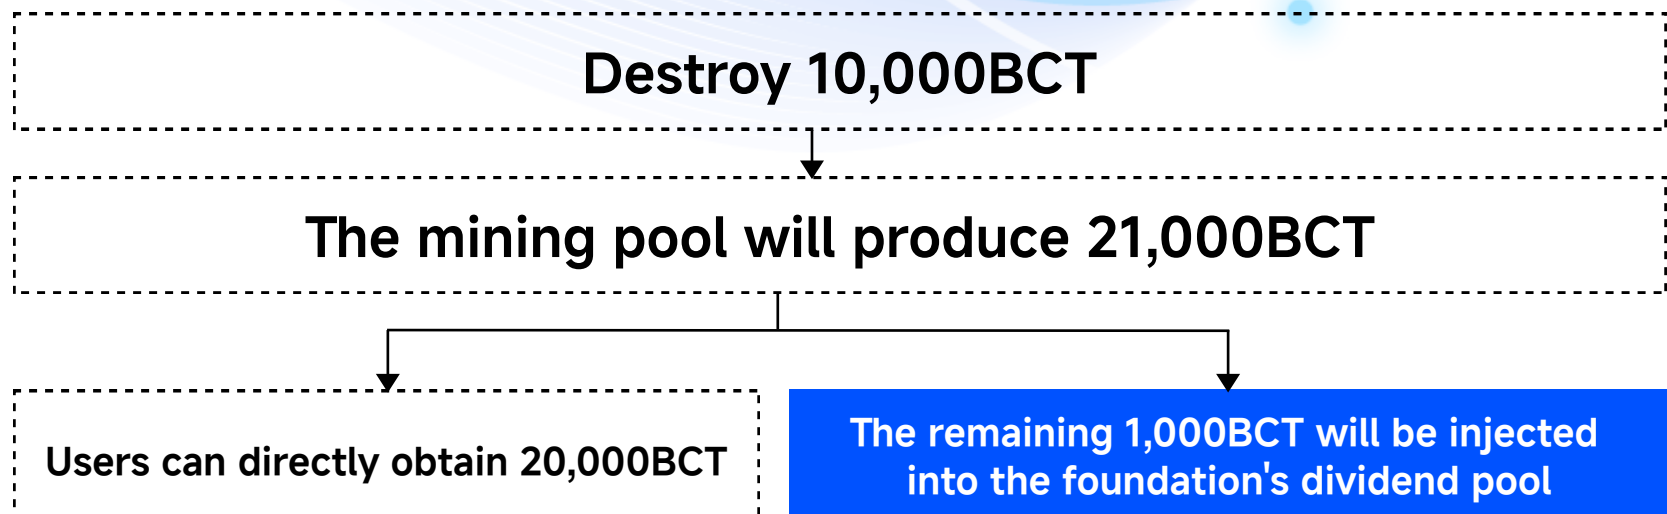 Destroy 10,000BCT
The mining pool will produce 21,000BCT
Users can directly obtain 20,000BCT
The remaining 1,000BCT will be injected
into the foundation's dividend pool